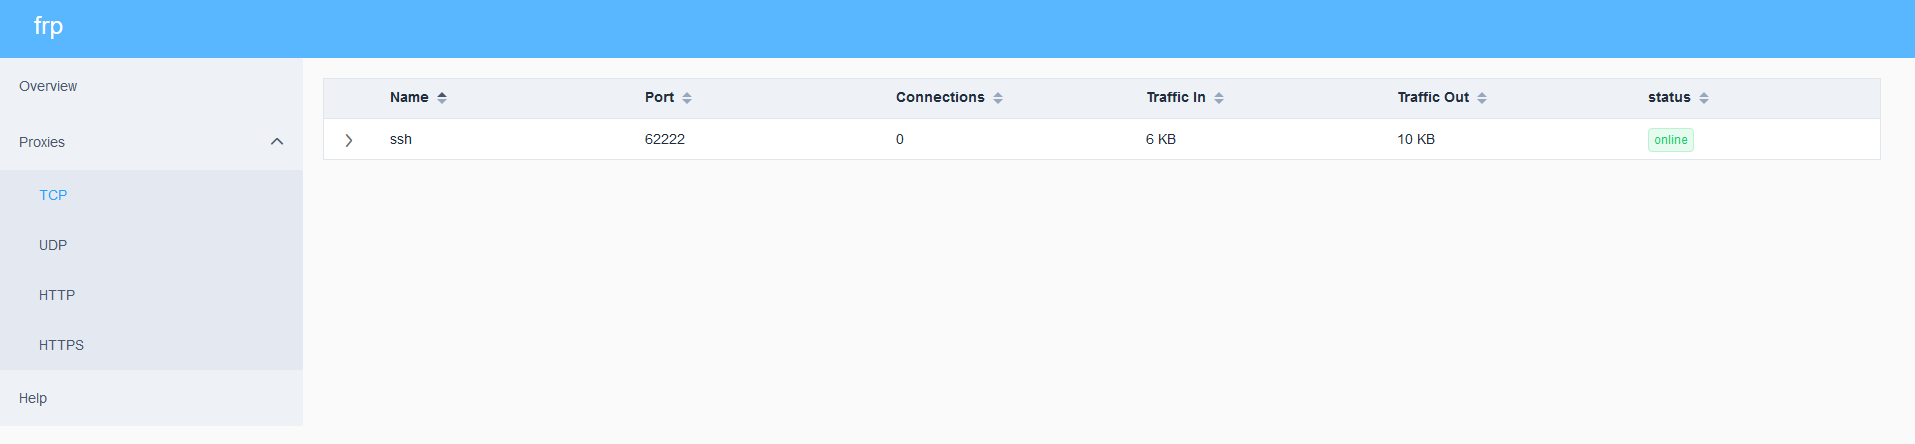 frp
Overview
Proxies
TCP
UDP
HTTP
HTTPS
Help
Name Port Connections Traffic In Traffic Out status
ssh 62222 0 6 KB 10 KB online